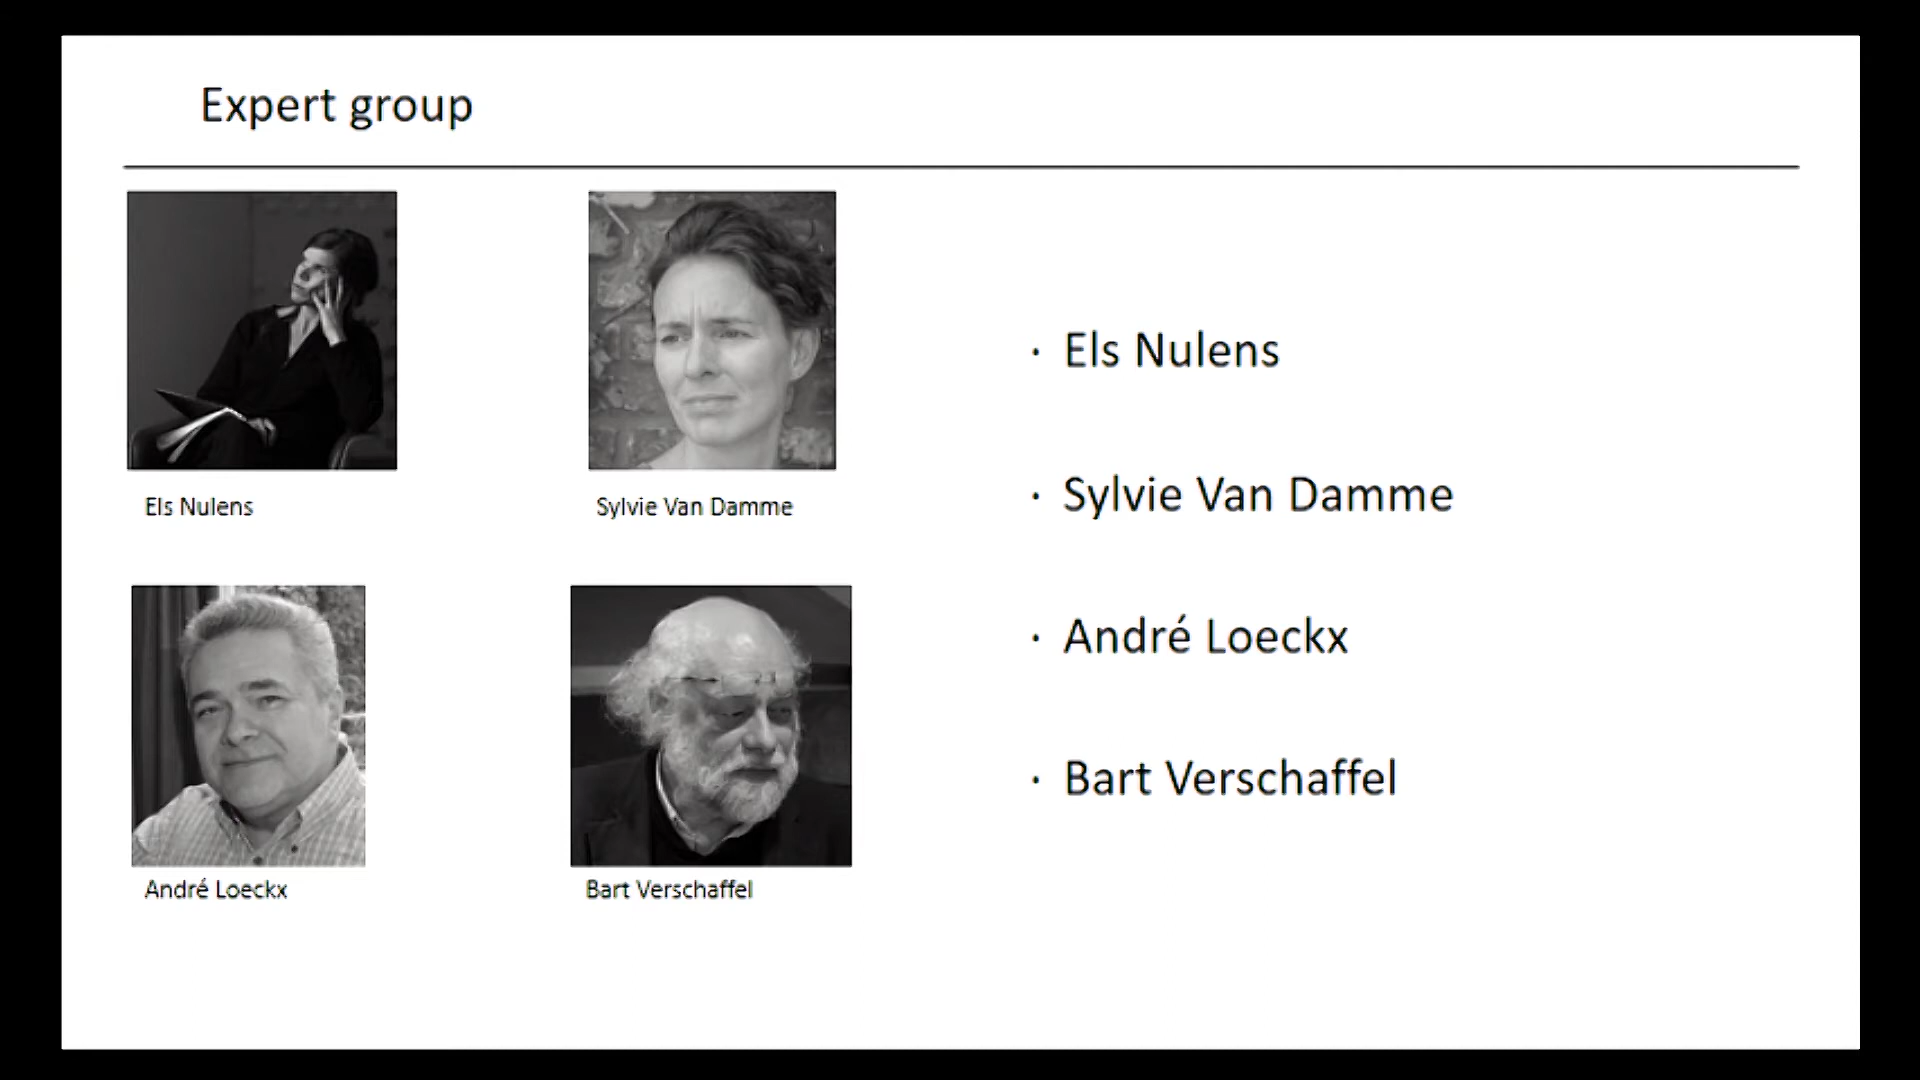 Expert group
Els Nulens
Sylvie Van Damme
André Loeckx
Bart Verschaffel
· Els Nulens
· Sylvie Van Damme
· André Loeckx
· Bart Verschaffel